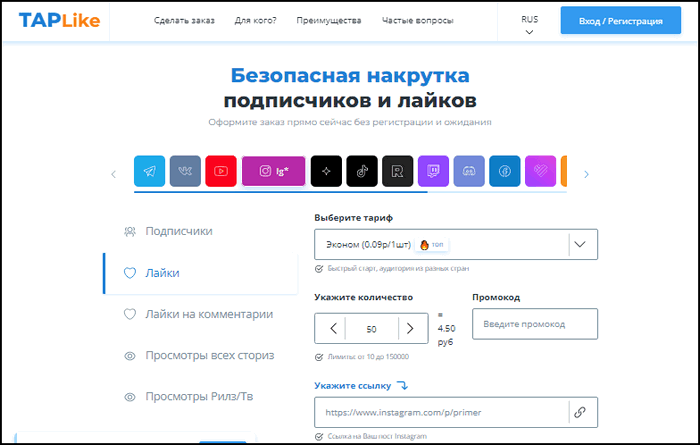 TAPLike
Сделать заказ
Для кого?
Преимущества
Частые вопросы
RUS
Вход / Регистрация
Безопасная накрутка
подписчиков и лайков
Оформите заказ прямо сейчас без регистрации и ожидания
Ig*
Подписчики
Лайки
Лайки на комментарии
Просмотры всех сториз
Просмотры Рилз/Тв
Выберите тариф
Эконом (0.09р/1шт) ТОП
Быстрый старт, аудитория из разных стран
Укажите количество
50
= 4.50
руб
Лимиты: от 10 до 150000
Промокод
Введите промокод
Укажите ссылку
https://www.instagram.com/p/primer
Ссылка на Ваш пост Instagram